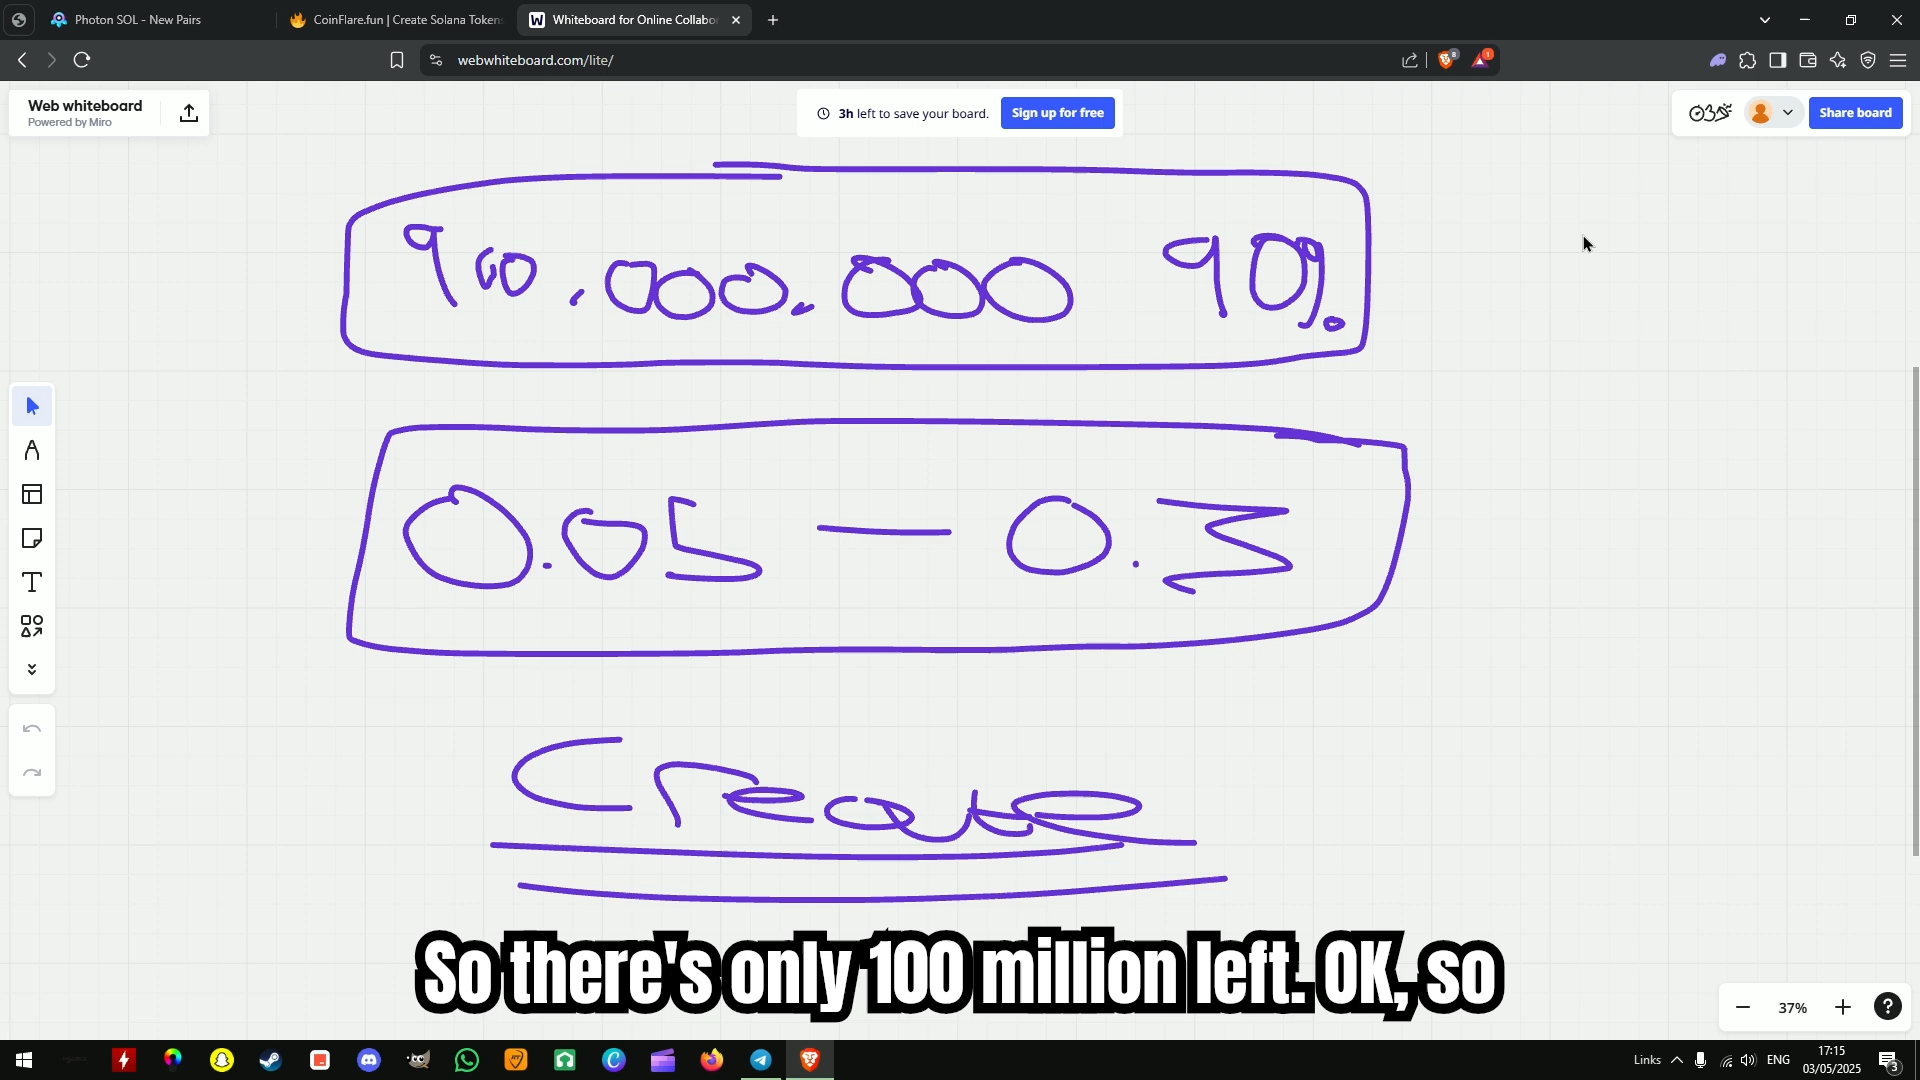 Photon SOL - New Pairs
CoinFlare.fun | Create Solana Token
Whiteboard for Online Collabo
webwhiteboard.com/lite/
8
1
Web whiteboard
Powered by Miro
3h left to save your board.
Sign up for free
Share board
900.000.000 90%
0.05 — 0.3
Create
So there's only 100 million left. OK, so
37%
?
Links
ENG
17:15
03/05/2025
3